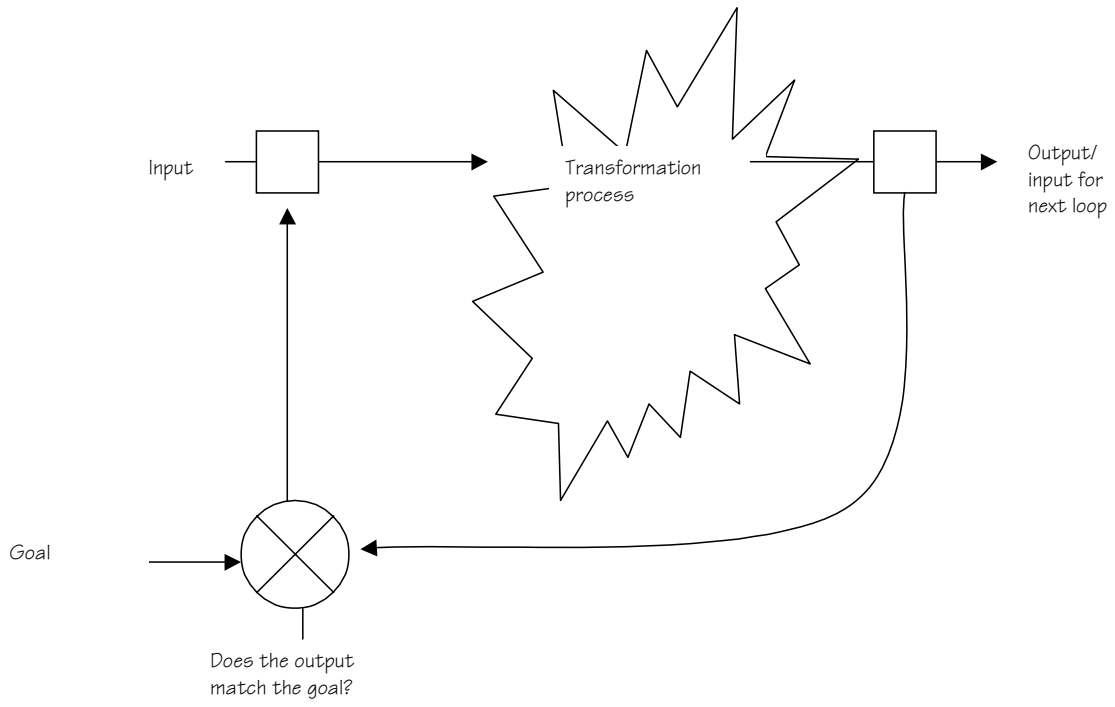 Input
Transformation
process
Output/
input for
next loop
Goal
Does the output
match the goal?